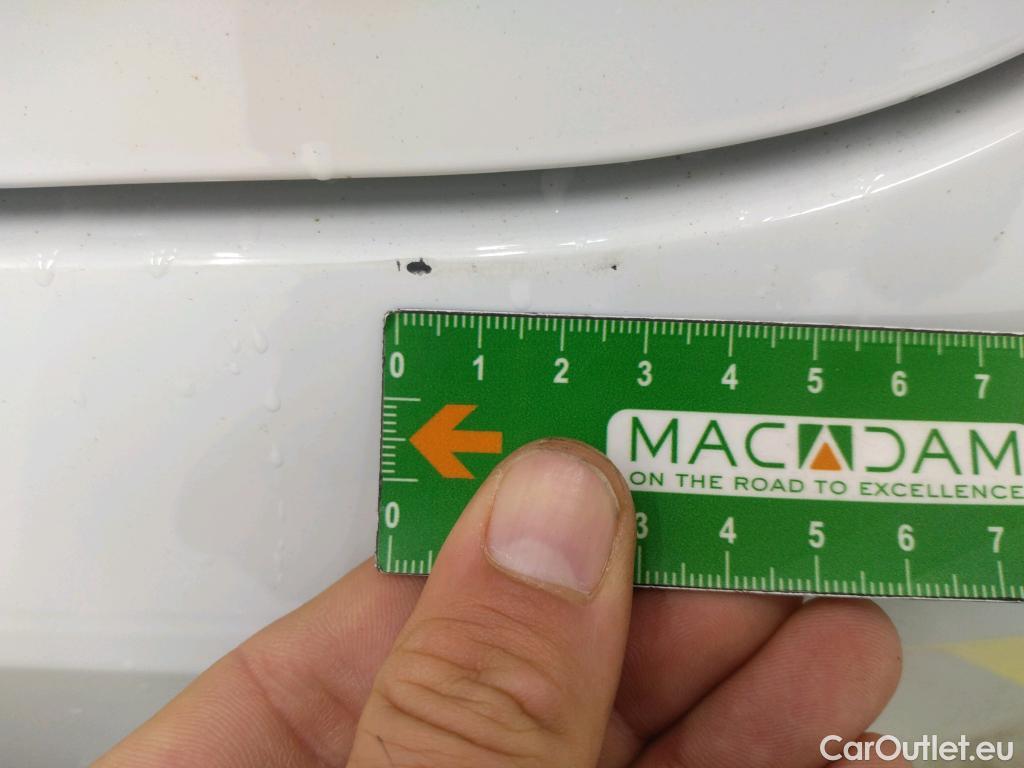 0 1 2 3 4 5 6 7
MACADAM
ON THE ROAD TO EXCELLENCE
0 3 4 5 6 7
CarOutlet.eu